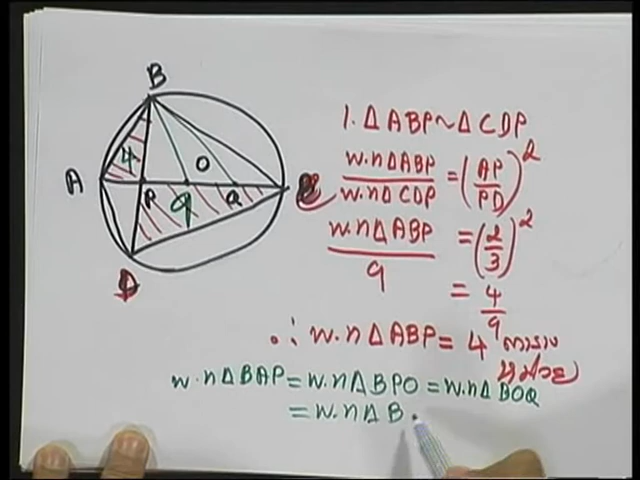 B
A
4
O
P
9
Q
D
1. Δ ABP ~ Δ CDP
พ.ท Δ ABP / พ.ท Δ CDP = (AP / PD)²
พ.ท Δ ABP / 9 = (2/3)²
= 4/9
∴ พ.ท Δ ABP = 4 ตาราง
หน่วย
พ.ท Δ BAP = พ.ท Δ BPO = พ.ท Δ BOQ
= พ.ท Δ B